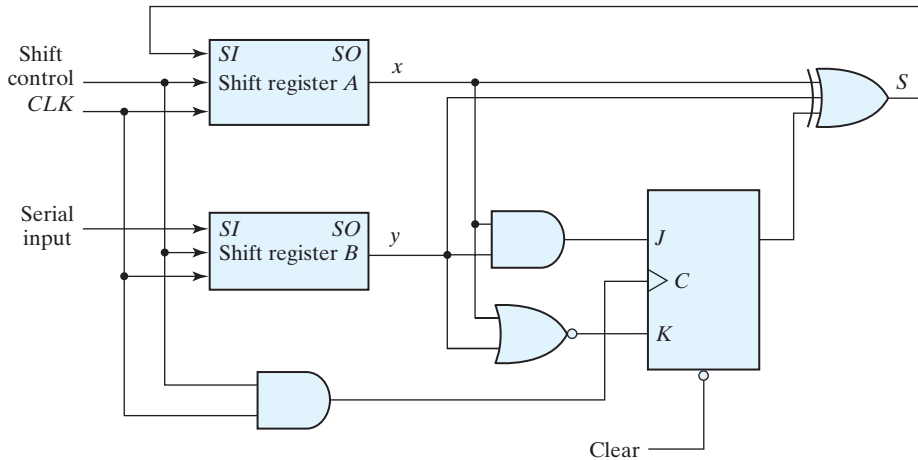 SI SO
Shift register A
x
Shift
control
CLK
S
Serial
input
SI SO
Shift register B
y
J
C
K
Clear